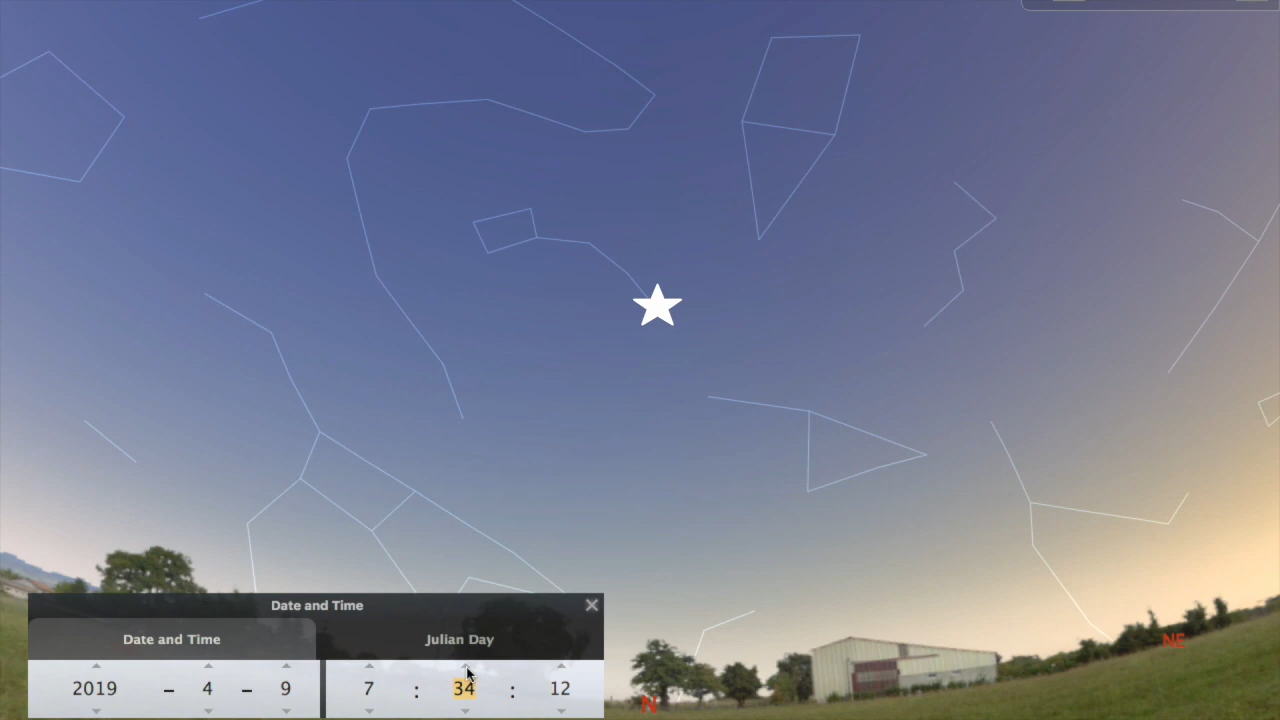 NE
N
Date and Time
Date and Time Julian Day
2019 – 4 – 9 7 : 34 : 12